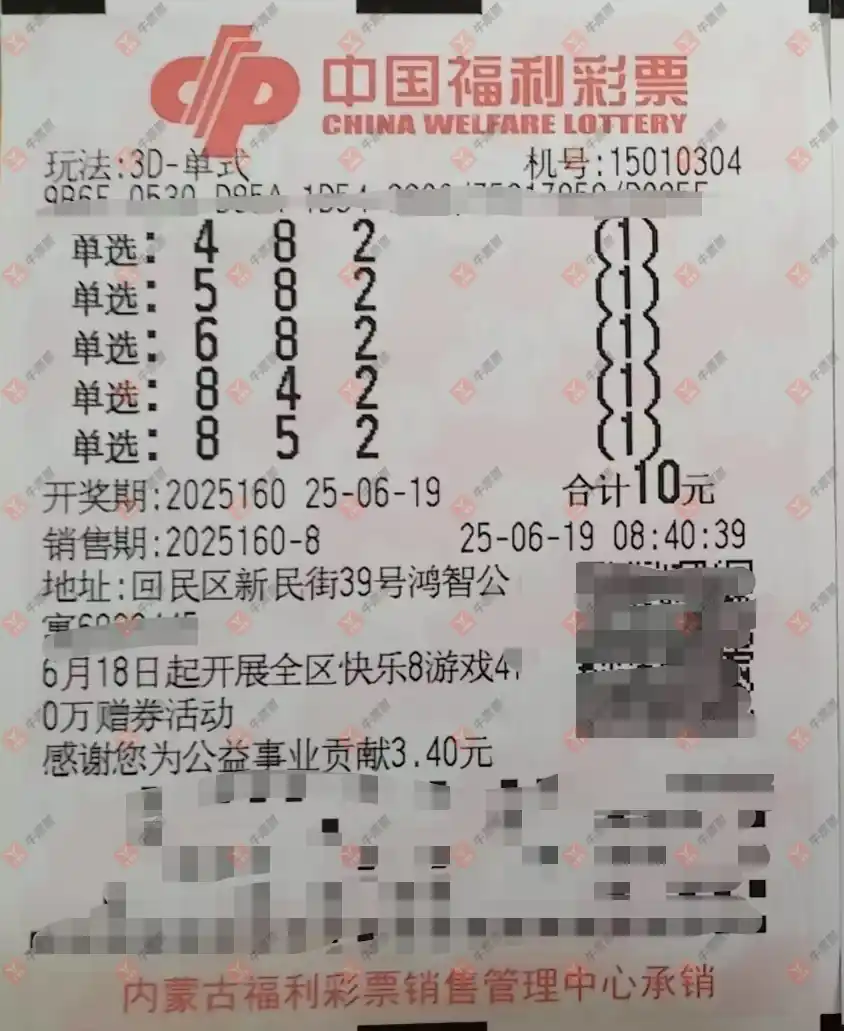 中国福利彩票
CHINA WELFARE LOTTERY
玩法:3D-单式 机号:15010304
单选: 4 8 2 (1)
单选: 5 8 2 (1)
单选: 6 8 2 (1)
单选: 8 4 2 (1)
单选: 8 5 2 (1)
开奖期:2025160 25-06-19 合计10元
销售期:2025160-8 25-06-19 08:40:39
地址:回民区新民街39号鸿智公
寓
6月18日起开展全区快乐8游戏4
0万赠券活动
感谢您为公益事业贡献3.40元
内蒙古福利彩票销售管理中心承销